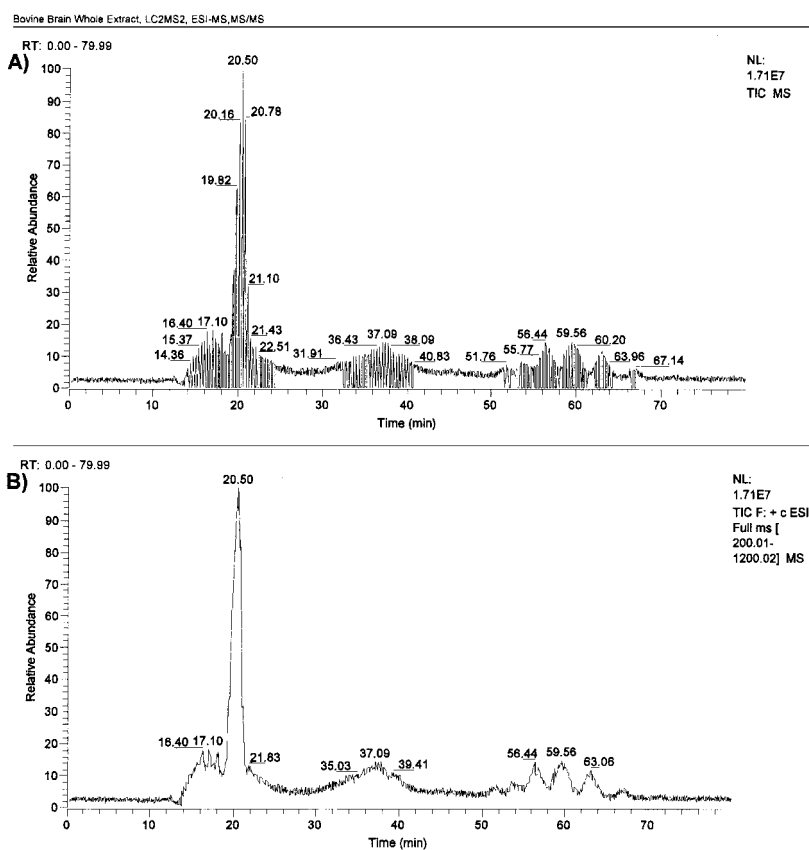 Bovine Brain Whole Extract, LC2MS2, ESI-MS,MS/MS
RT: 0.00 - 79.99
A)
NL:
1.71E7
TIC MS
20.50
20.16
20.78
19.82
21.10
16.40 17.10
21.43
15.37
22.51
14.36
31.91
36.43
37.09
38.09
40.83
51.76
55.77
56.44
59.56
60.20
63.96
67.14
100
90
80
70
60
50
40
30
20
10
0
Relative Abundance
0 10 20 30 40 50 60 70
Time (min)
RT: 0.00 - 79.99
B)
NL:
1.71E7
TIC F: + c ESI
Full ms [
200.01-
1200.02] MS
20.50
16.40 17.10
21.83
35.03
37.09
39.41
56.44
59.56
63.06
100
90
80
70
60
50
40
30
20
10
0
Relative Abundance
0 10 20 30 40 50 60 70
Time (min)